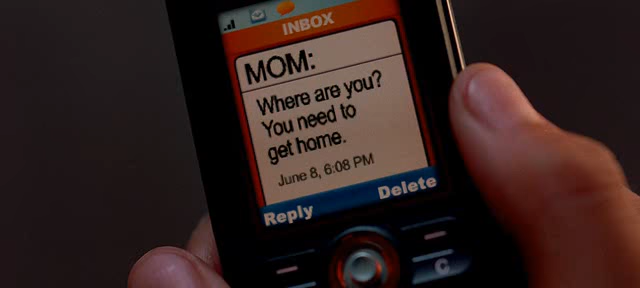 INBOX
MOM:
Where are you?
You need to
get home.
June 8, 6:08 PM
Reply Delete
C